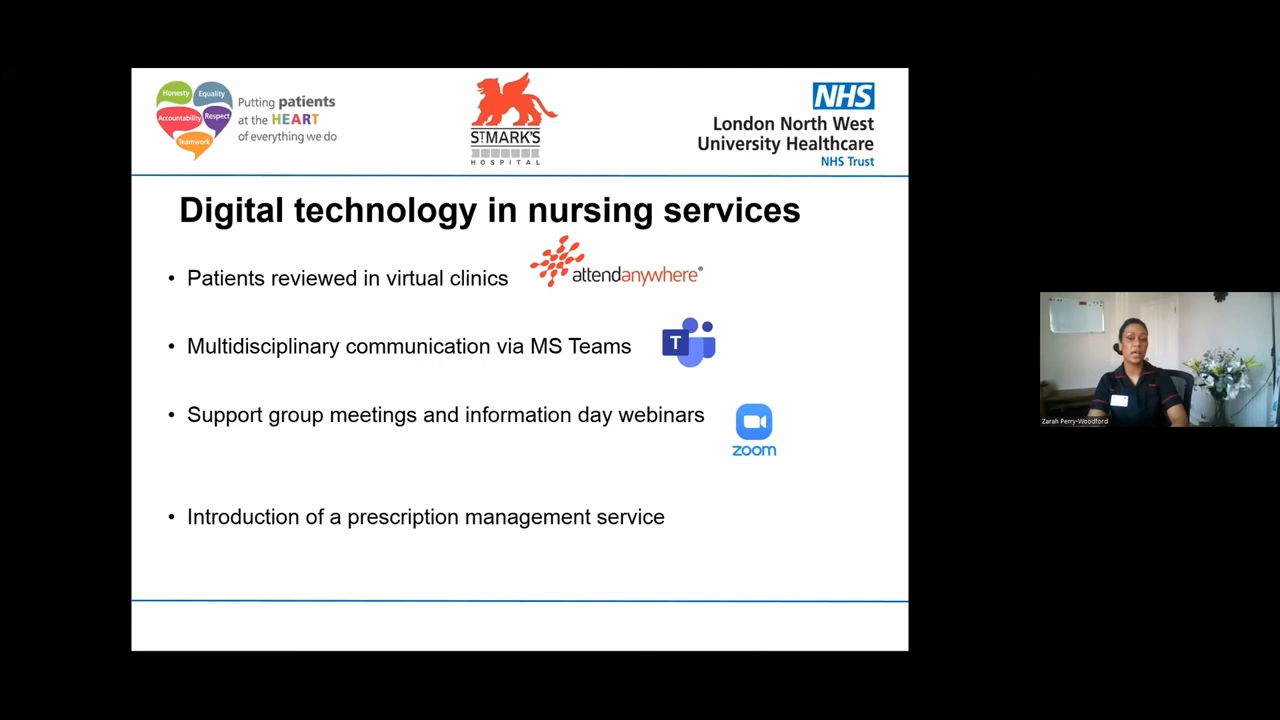 Honesty
Equality
Accountability
Respect
Teamwork
Putting patients
at the HEART
of everything we do
ST MARK'S
HOSPITAL
NHS
London North West
University Healthcare
NHS Trust
Digital technology in nursing services
• Patients reviewed in virtual clinics
attendanywhere®
• Multidisciplinary communication via MS Teams
T
• Support group meetings and information day webinars
zoom
• Introduction of a prescription management service
Zarah Perry-Woodford